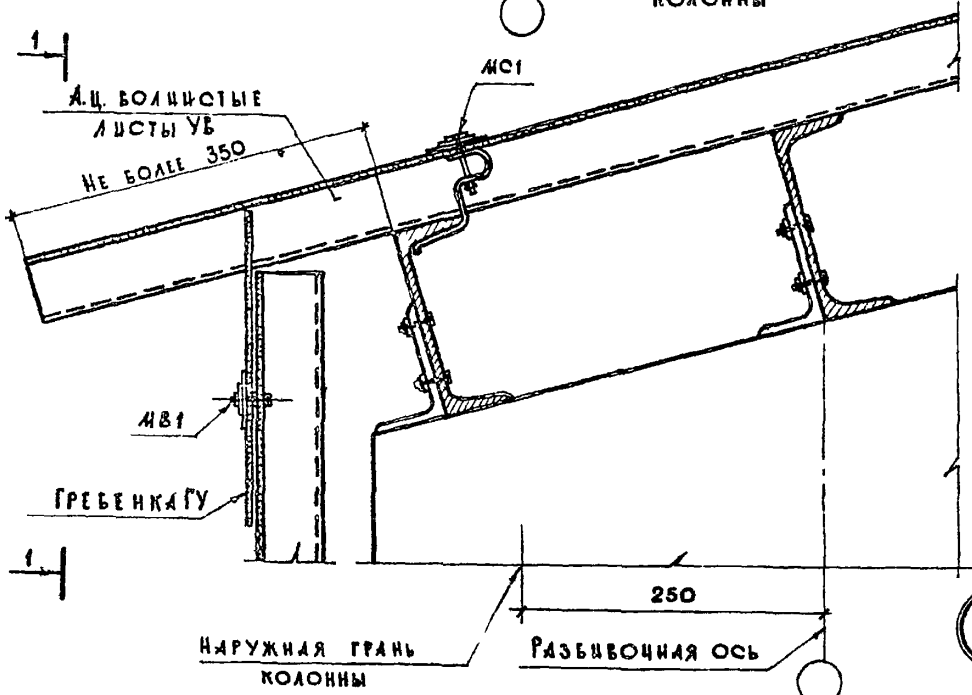 КОЛОННЫ
1
МС1
А.Ц. ВОЛНИСТЫЕ
ЛИСТЫ УВ
НЕ БОЛЕЕ 350
МВ1
ГРЕБЕНКА ГУ
1
250
НАРУЖНАЯ ГРАНЬ
КОЛОННЫ
РАЗБИВОЧНАЯ ОСЬ